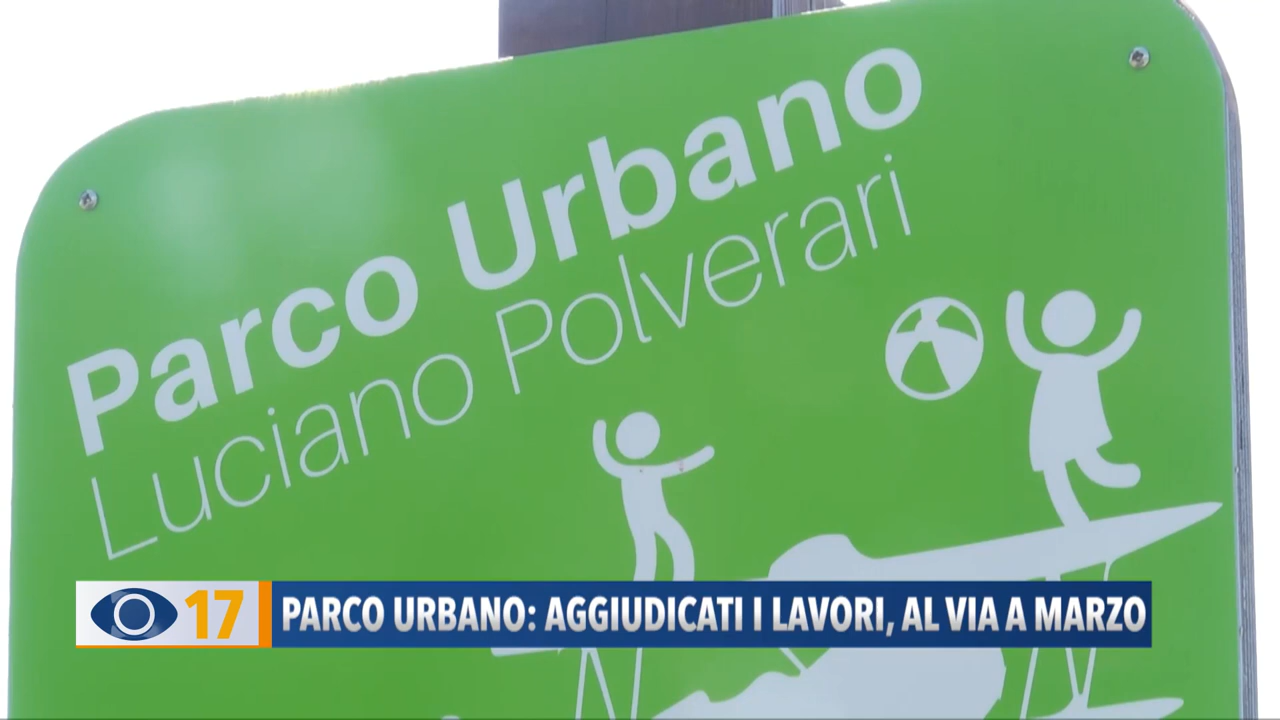 Parco Urbano
Luciano Polverari
17 PARCO URBANO: AGGIUDICATI I LAVORI, AL VIA A MARZO